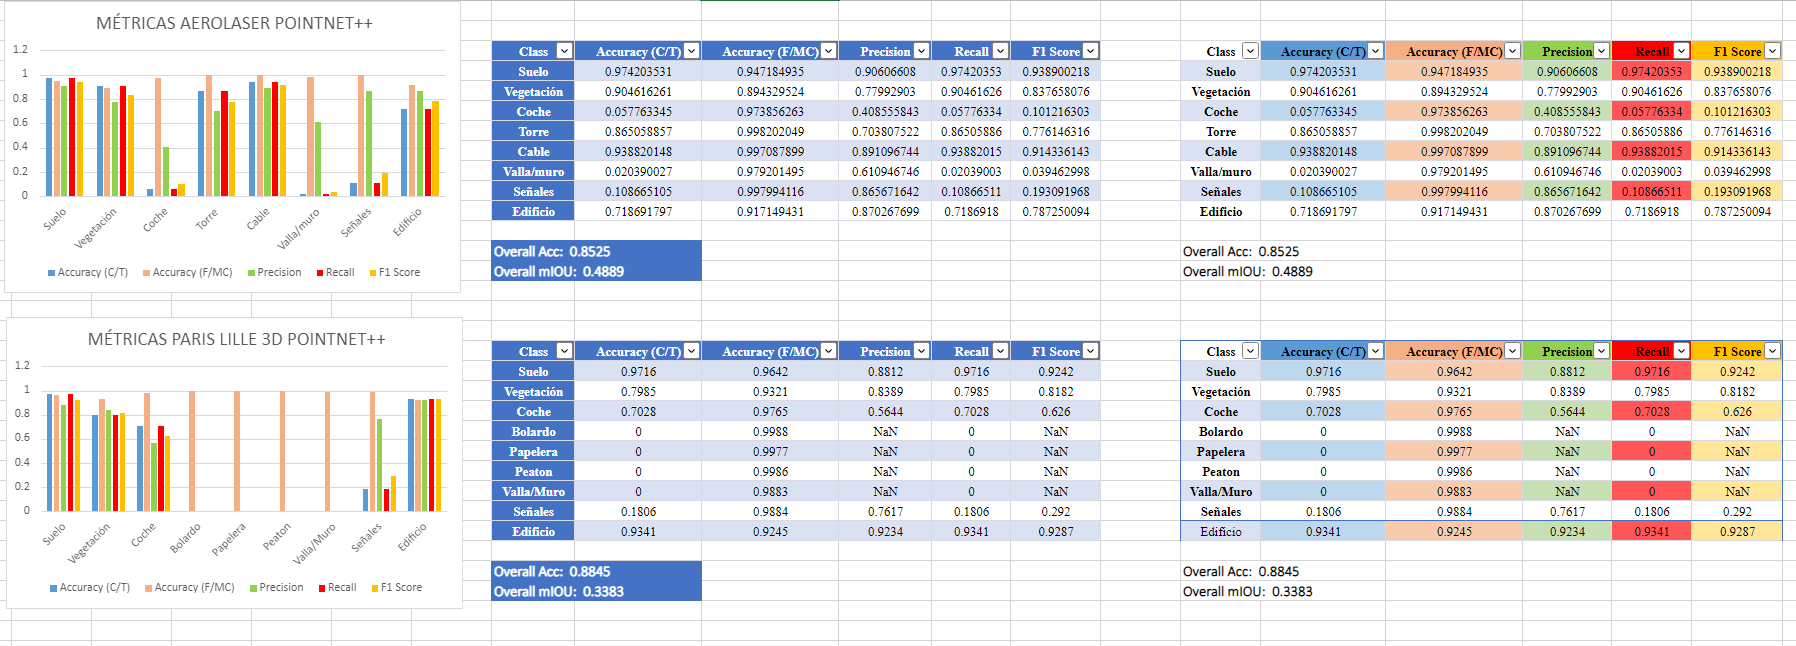 MÉTRICAS AEROLASER POINTNET++
1.2
1
0.8
0.6
0.4
0.2
0
Suelo Vegetación Coche Torre Cable Valla/muro Señales Edificio
Accuracy (C/T) Accuracy (F/MC) Precision Recall F1 Score
Class Accuracy (C/T) Accuracy (F/MC) Precision Recall F1 Score
Suelo 0.974203531 0.947184935 0.90606608 0.97420353 0.938900218
Vegetación 0.904616261 0.894329524 0.77992903 0.90461626 0.837658076
Coche 0.057763345 0.973856263 0.408555843 0.05776334 0.101216303
Torre 0.865058857 0.998202049 0.703807522 0.86505886 0.776146316
Cable 0.938820148 0.997087899 0.891096744 0.93882015 0.914336143
Valla/muro 0.020390027 0.979201495 0.610946746 0.02039003 0.039462998
Señales 0.108665105 0.997994116 0.865671642 0.10866511 0.193091968
Edificio 0.718691797 0.917149431 0.870267699 0.7186918 0.787250094
Overall Acc: 0.8525
Overall mIOU: 0.4889
Class Accuracy (C/T) Accuracy (F/MC) Precision Recall F1 Score
Suelo 0.974203531 0.947184935 0.90606608 0.97420353 0.938900218
Vegetación 0.904616261 0.894329524 0.77992903 0.90461626 0.837658076
Coche 0.057763345 0.973856263 0.408555843 0.05776334 0.101216303
Torre 0.865058857 0.998202049 0.703807522 0.86505886 0.776146316
Cable 0.938820148 0.997087899 0.891096744 0.93882015 0.914336143
Valla/muro 0.020390027 0.979201495 0.610946746 0.02039003 0.039462998
Señales 0.108665105 0.997994116 0.865671642 0.10866511 0.193091968
Edificio 0.718691797 0.917149431 0.870267699 0.7186918 0.787250094
Overall Acc: 0.8525
Overall mIOU: 0.4889
MÉTRICAS PARIS LILLE 3D POINTNET++
1.2
1
0.8
0.6
0.4
0.2
0
Suelo Vegetación Coche Bolardo Papelera Peaton Valla/Muro Señales Edificio
Accuracy (C/T) Accuracy (F/MC) Precision Recall F1 Score
Class Accuracy (C/T) Accuracy (F/MC) Precision Recall F1 Score
Suelo 0.9716 0.9642 0.8812 0.9716 0.9242
Vegetación 0.7985 0.9321 0.8389 0.7985 0.8182
Coche 0.7028 0.9765 0.5644 0.7028 0.626
Bolardo 0 0.9988 NaN 0 NaN
Papelera 0 0.9977 NaN 0 NaN
Peaton 0 0.9986 NaN 0 NaN
Valla/Muro 0 0.9883 NaN 0 NaN
Señales 0.1806 0.9884 0.7617 0.1806 0.292
Edificio 0.9341 0.9245 0.9234 0.9341 0.9287
Overall Acc: 0.8845
Overall mIOU: 0.3383
Class Accuracy (C/T) Accuracy (F/MC) Precision Recall F1 Score
Suelo 0.9716 0.9642 0.8812 0.9716 0.9242
Vegetación 0.7985 0.9321 0.8389 0.7985 0.8182
Coche 0.7028 0.9765 0.5644 0.7028 0.626
Bolardo 0 0.9988 NaN 0 NaN
Papelera 0 0.9977 NaN 0 NaN
Peaton 0 0.9986 NaN 0 NaN
Valla/Muro 0 0.9883 NaN 0 NaN
Señales 0.1806 0.9884 0.7617 0.1806 0.292
Edificio 0.9341 0.9245 0.9234 0.9341 0.9287
Overall Acc: 0.8845
Overall mIOU: 0.3383